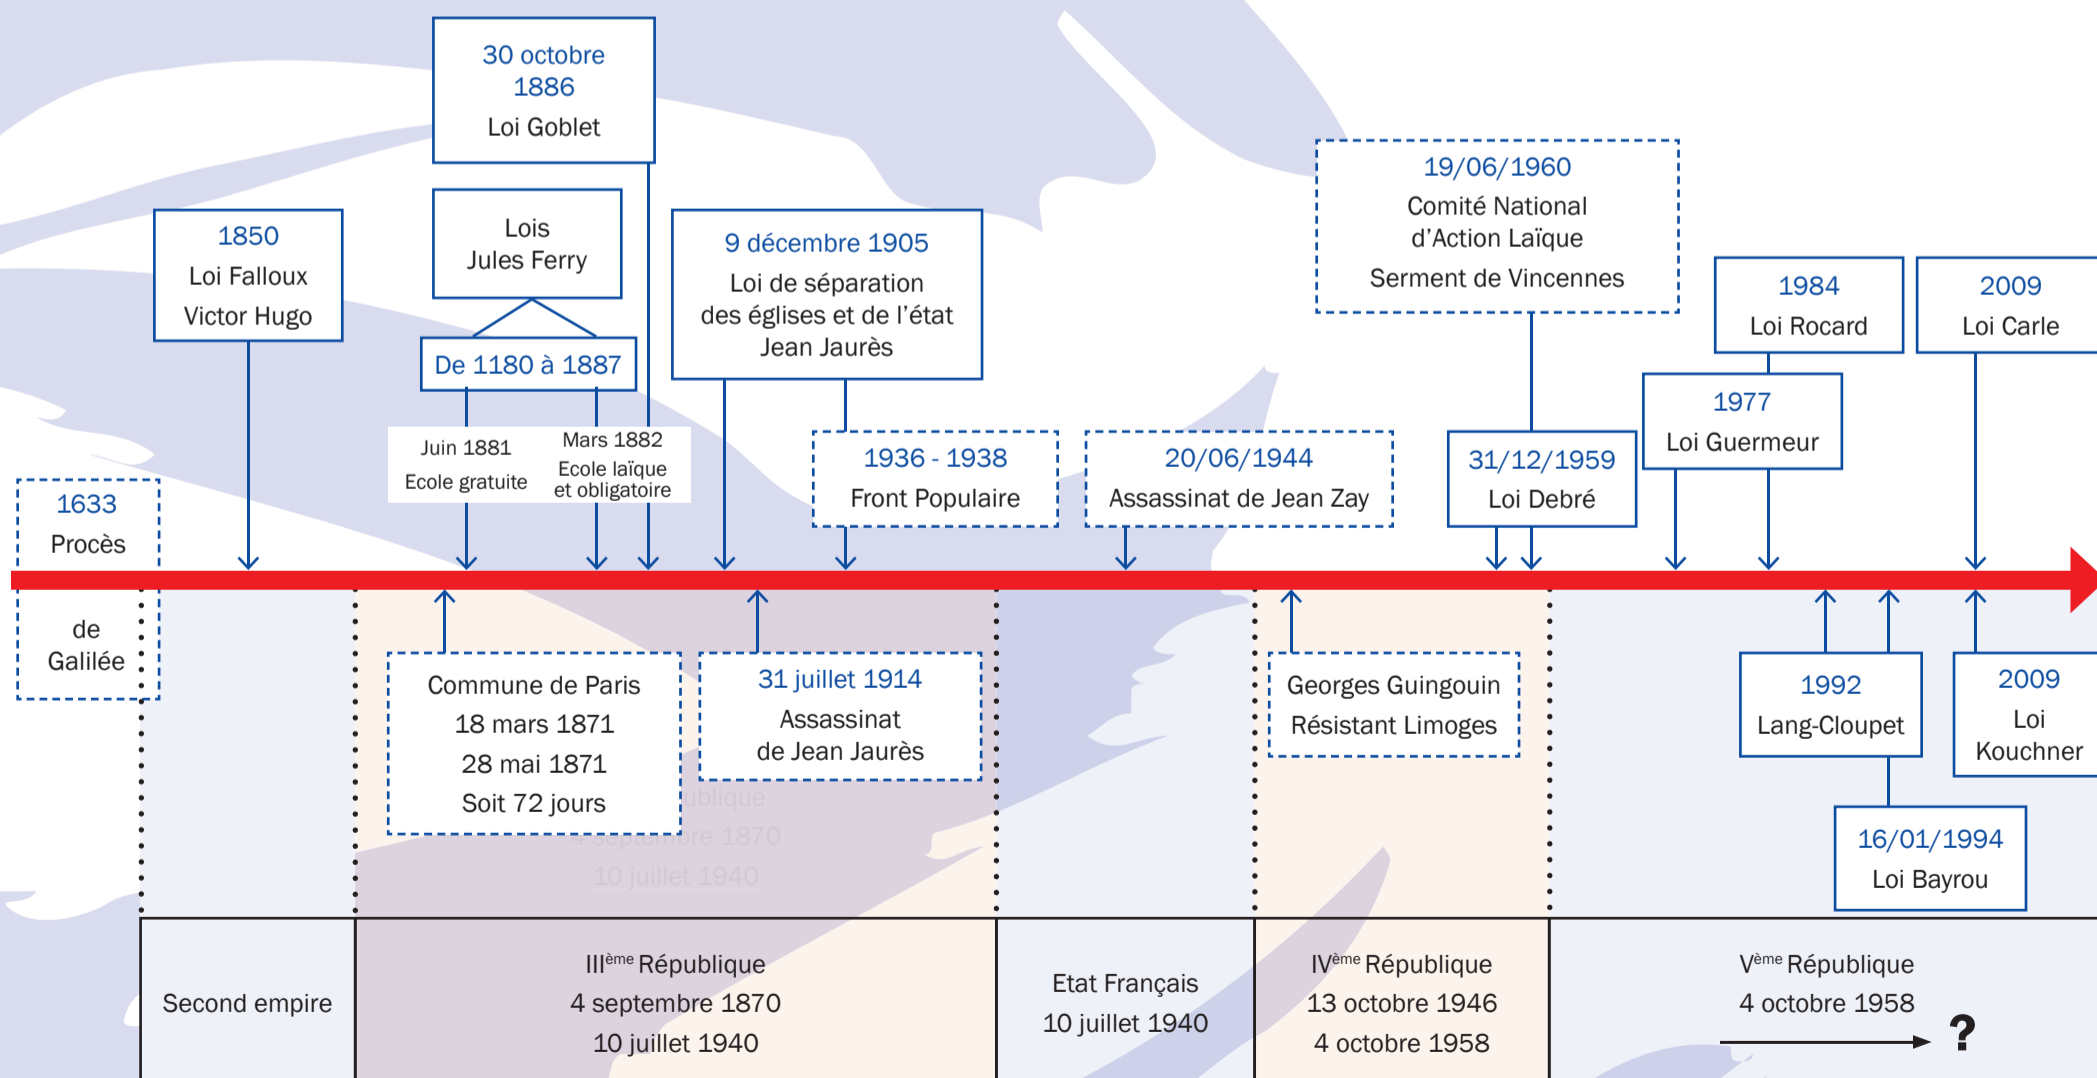 30 octobre
1886
Loi Goblet
Lois
Jules Ferry
De 1180 à 1887
Juin 1881
Ecole gratuite
Mars 1882
Ecole laïque
et obligatoire
1850
Loi Falloux
Victor Hugo
9 décembre 1905
Loi de séparation
des églises et de l’état
Jean Jaurès
1936 - 1938
Front Populaire
20/06/1944
Assassinat de Jean Zay
19/06/1960
Comité National
d’Action Laïque
Serment de Vincennes
31/12/1959
Loi Debré
1984
Loi Rocard
1977
Loi Guermeur
2009
Loi Carle
1633
Procès
de
Galilée
Commune de Paris
18 mars 1871
28 mai 1871
Soit 72 jours
31 juillet 1914
Assassinat
de Jean Jaurès
ublique
4 septembre 1870
10 juillet 1940
Georges Guingouin
Résistant Limoges
1992
Lang-Cloupet
2009
Loi
Kouchner
16/01/1994
Loi Bayrou
Second empire
IIIème République
4 septembre 1870
10 juillet 1940
Etat Français
10 juillet 1940
IVème République
13 octobre 1946
4 octobre 1958
Vème République
4 octobre 1958
?